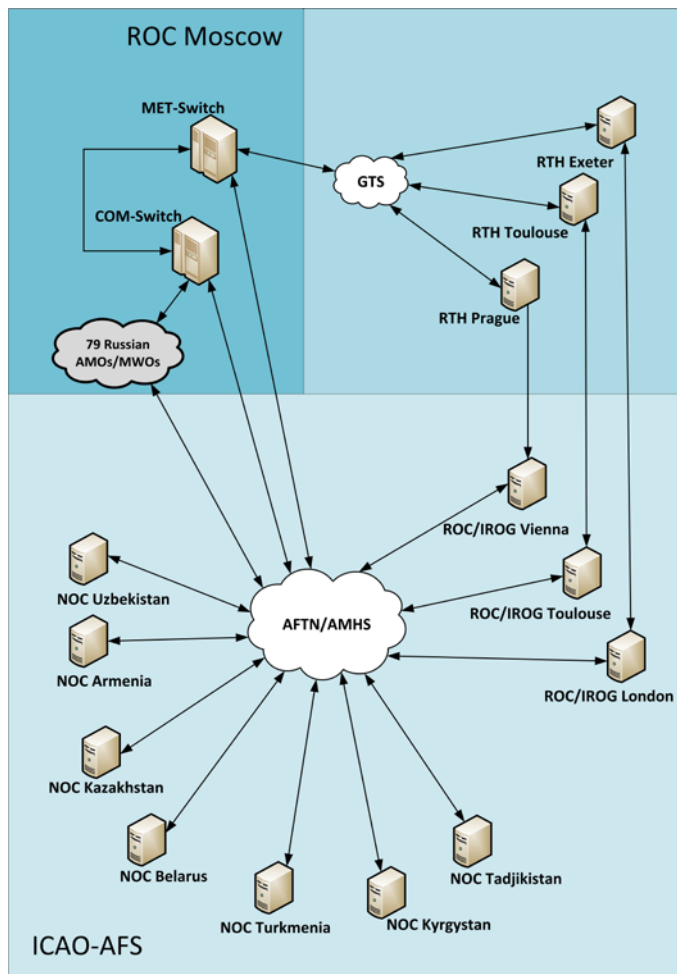 ROC Moscow
MET-Switch
RTH Exeter
GTS
COM-Switch
RTH Toulouse
RTH Prague
79 Russian
AMOs/MWOs
ROC/IROG Vienna
NOC Uzbekistan
ROC/IROG Toulouse
AFTN/AMHS
NOC Armenia
ROC/IROG London
NOC Kazakhstan
NOC Belarus
NOC Tadjikistan
NOC Turkmenia
NOC Kyrgystan
ICAO-AFS